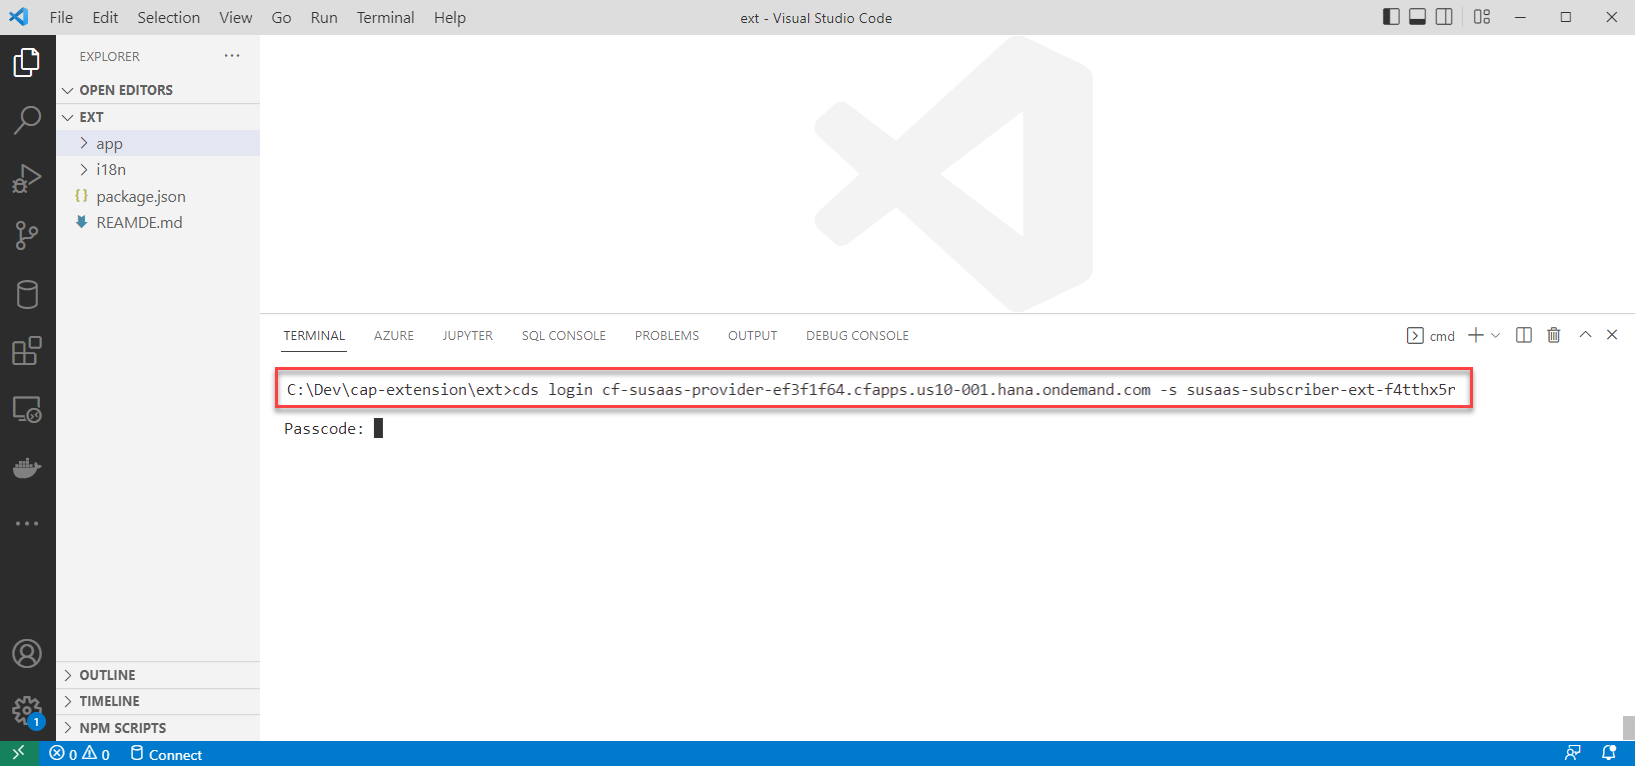 File Edit Selection View Go Run Terminal Help
ext - Visual Studio Code
EXPLORER
OPEN EDITORS
EXT
app
i18n
{} package.json
REAMDE.md
TERMINAL AZURE JUPYTER SQL CONSOLE PROBLEMS OUTPUT DEBUG CONSOLE
cmd
C:\Dev\cap-extension\ext>cds login cf-susaas-provider-ef3f1f64.cfapps.us10-001.hana.ondemand.com -s susaas-subscriber-ext-f4tthx5r
Passcode:
OUTLINE
TIMELINE
NPM SCRIPTS
1
0 0 Connect